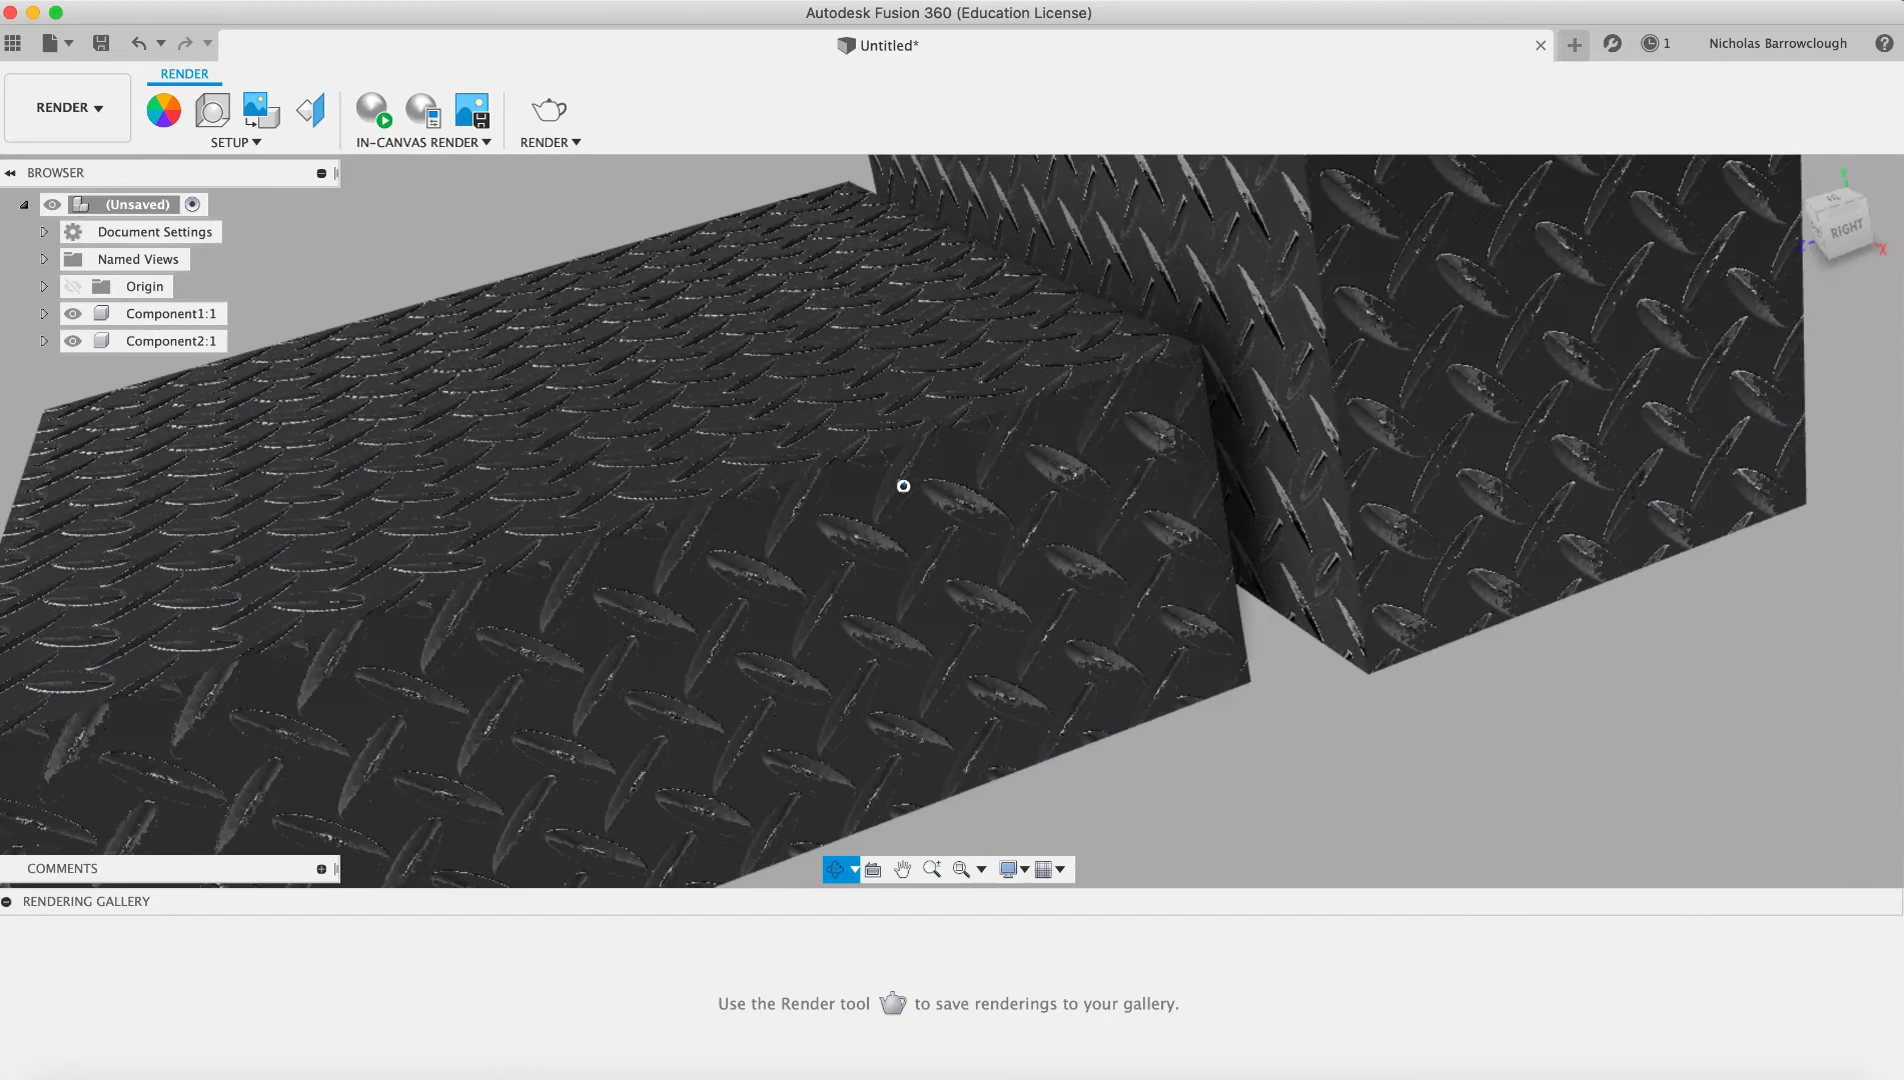 Autodesk Fusion 360 (Education License)
Untitled*
1
Nicholas Barrowclough
RENDER
RENDER
SETUP
IN-CANVAS RENDER
RENDER
BROWSER
(Unsaved)
Document Settings
Named Views
Origin
Component1:1
Component2:1
RIGHT
Z
X
Y
COMMENTS
RENDERING GALLERY
Use the Render tool to save renderings to your gallery.